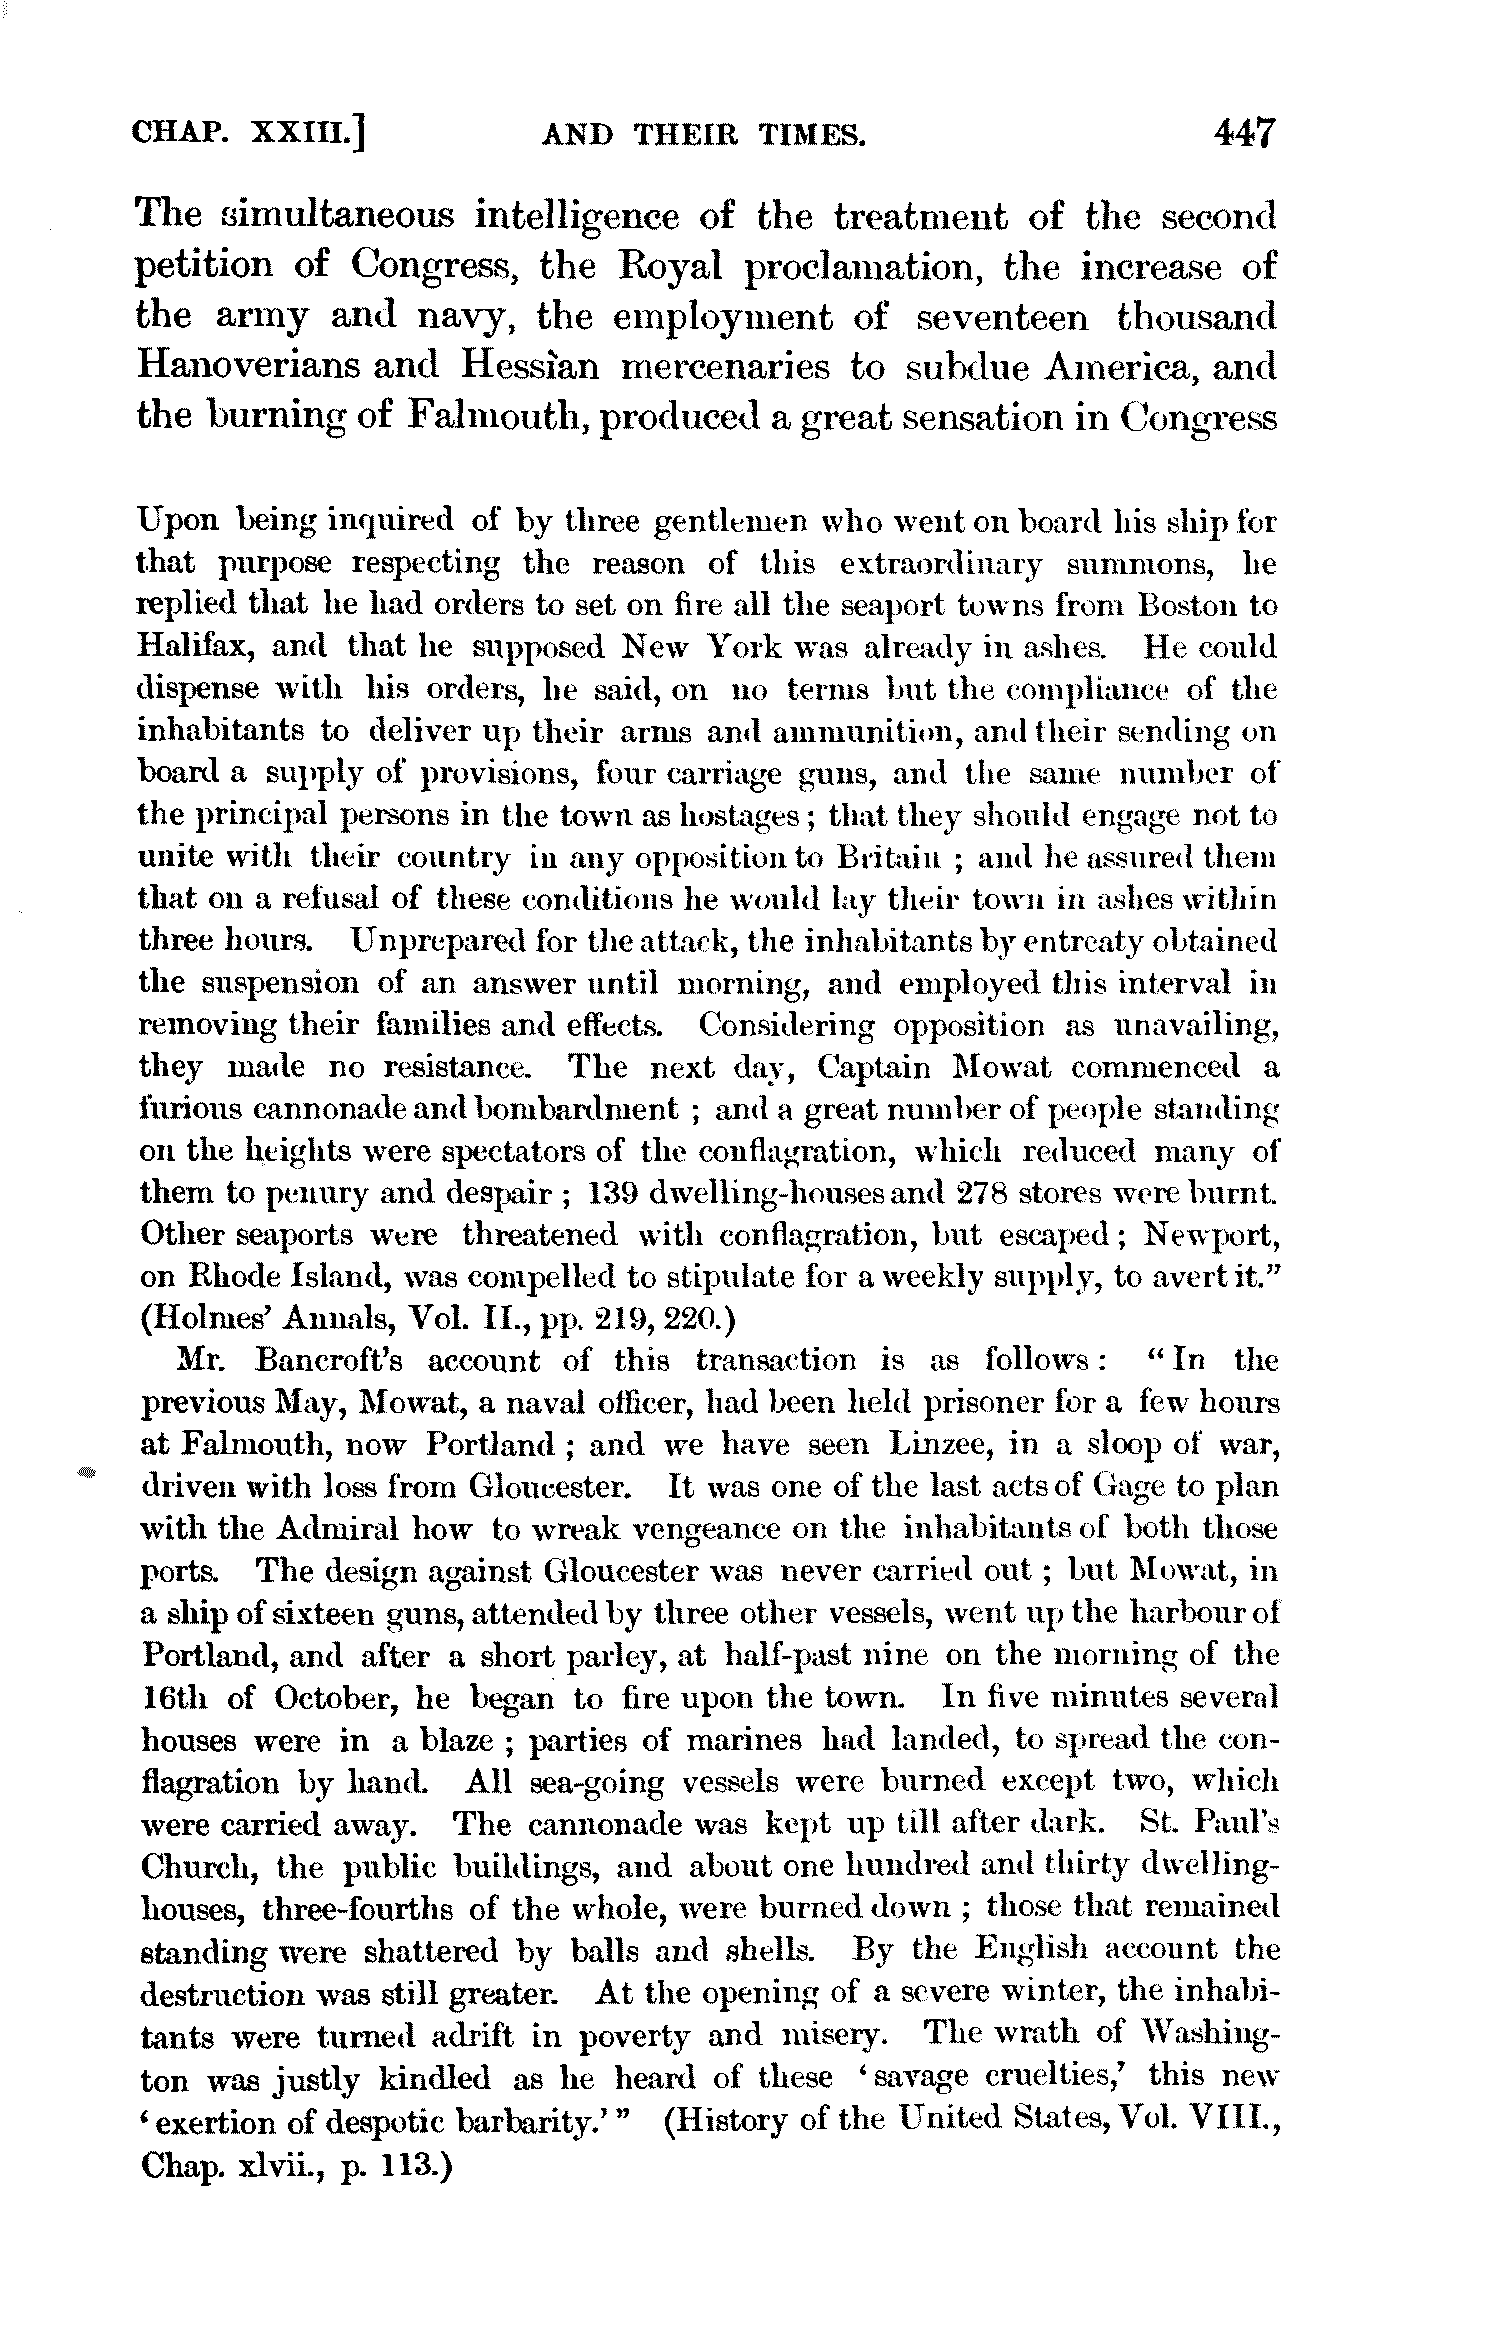 CHAP. XXIII.] AND THEIR TIMES. 447
The simultaneous intelligence of the treatment of the second
petition of Congress, the Royal proclamation, the increase of
the army and navy, the employment of seventeen thousand
Hanoverians and Hessian mercenaries to subdue America, and
the burning of Falmouth, produced a great sensation in Congress
Upon being inquired of by three gentlemen who went on board his ship for
that purpose respecting the reason of this extraordinary summons, he
replied that he had orders to set on fire all the seaport towns from Boston to
Halifax, and that he supposed New York was already in ashes. He could
dispense with his orders, he said, on no terms but the compliance of the
inhabitants to deliver up their arms and ammunition, and their sending on
board a supply of provisions, four carriage guns, and the same number of
the principal persons in the town as hostages; that they should engage not to
unite with their country in any opposition to Britain ; and he assured them
that on a refusal of these conditions he would lay their town in ashes within
three hours. Unprepared for the attack, the inhabitants by entreaty obtained
the suspension of an answer until morning, and employed this interval in
removing their families and effects. Considering opposition as unavailing,
they made no resistance. The next day, Captain Mowat commenced a
furious cannonade and bombardment ; and a great number of people standing
on the heights were spectators of the conflagration, which reduced many of
them to penury and despair ; 139 dwelling-houses and 278 stores were burnt.
Other seaports were threatened with conflagration, but escaped ; Newport,
on Rhode Island, was compelled to stipulate for a weekly supply, to avert it.”
(Holmes’ Annals, Vol. II., pp. 219, 220.)
Mr. Bancroft’s account of this transaction is as follows : “ In the
previous May, Mowat, a naval officer, had been held prisoner for a few hours
at Falmouth, now Portland ; and we have seen Linzee, in a sloop of war,
driven with loss from Gloucester. It was one of the last acts of Gage to plan
with the Admiral how to wreak vengeance on the inhabitants of both those
ports. The design against Gloucester was never carried out ; but Mowat, in
a ship of sixteen guns, attended by three other vessels, went up the harbour of
Portland, and after a short parley, at half-past nine on the morning of the
16th of October, he began to fire upon the town. In five minutes several
houses were in a blaze ; parties of marines had landed, to spread the con-
flagration by hand. All sea-going vessels were burned except two, which
were carried away. The cannonade was kept up till after dark. St. Paul’s
Church, the public buildings, and about one hundred and thirty dwelling-
houses, three-fourths of the whole, were burned down ; those that remained
standing were shattered by balls and shells. By the English account the
destruction was still greater. At the opening of a severe winter, the inhabi-
tants were turned adrift in poverty and misery. The wrath of Washing-
ton was justly kindled as he heard of these ‘ savage cruelties,’ this new
‘ exertion of despotic barbarity.’ ” (History of the United States, Vol. VIII.,
Chap. xlvii., p. 113.)